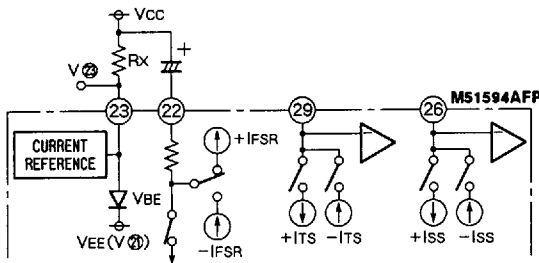 VCC
Rx
+
V㉓
23
22
29
26
M51594AFP
CURRENT
REFERENCE
+IFSR
VBE
-IFSR
+ITS
-ITS
+ISS
-ISS
VEE(V㉑)